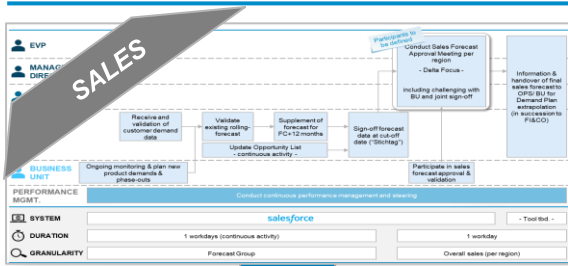 Participants to
be defined
EVP
MANAG
DIRE
SALES
Conduct Sales Forecast
Approval Meeting per
region
- Delta Focus -
including challenging with
BU and joint sign-off
Information &
handover of final
sales forecast to
OPS/ BU for
Demand Plan
extrapolation
(in succession to
FI&CO)
Receive and
validation of
customer demand
data
Validate
existing rolling-
forecast
Supplement of
forecast for
FC+12 months
Update Opportunity List
- continuous activity -
Sign-off forecast
data at cut-off
date ("Stichtag")
BUSINESS
UNIT
Ongoing monitoring & plan new
product demands &
phase-outs
Participate in sales
forecast approval &
validation
PERFORMANCE
MGMT.
Conduct continuous performance management and steering
SYSTEM
salesforce
- Tool tbd. -
DURATION
1 workdays (continuous activity)
1 workday
GRANULARITY
Forecast Group
Overall sales (per region)